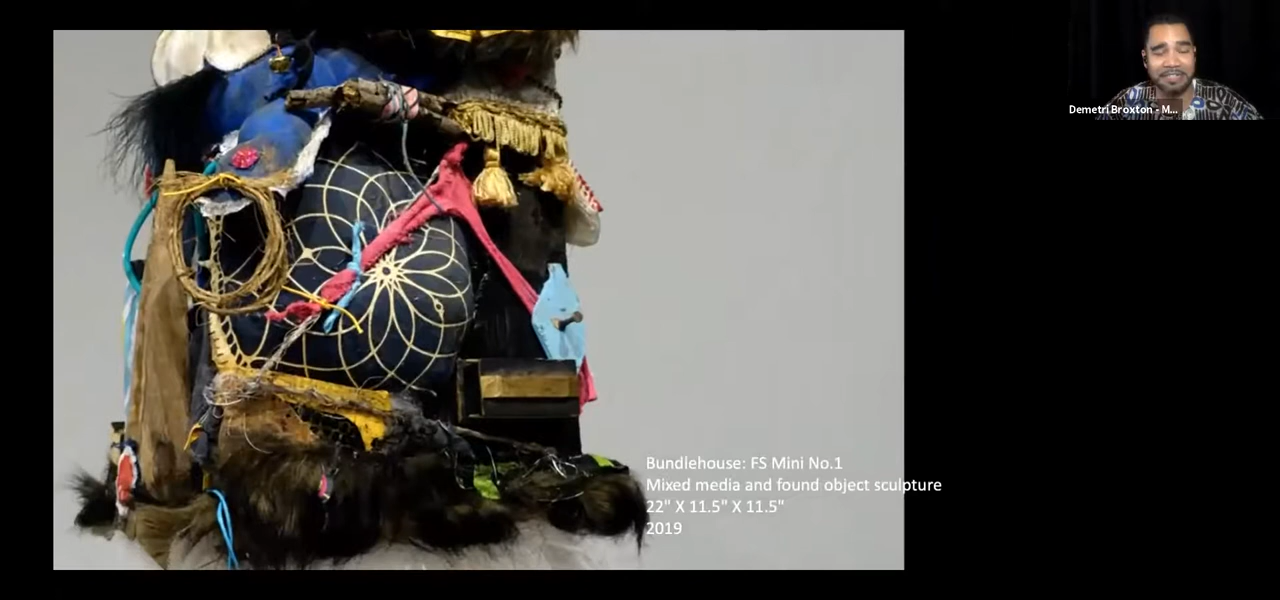 Demetri Broxton - M...
Bundlehouse: FS Mini No.1
Mixed media and found object sculpture
22" X 11.5" X 11.5"
2019